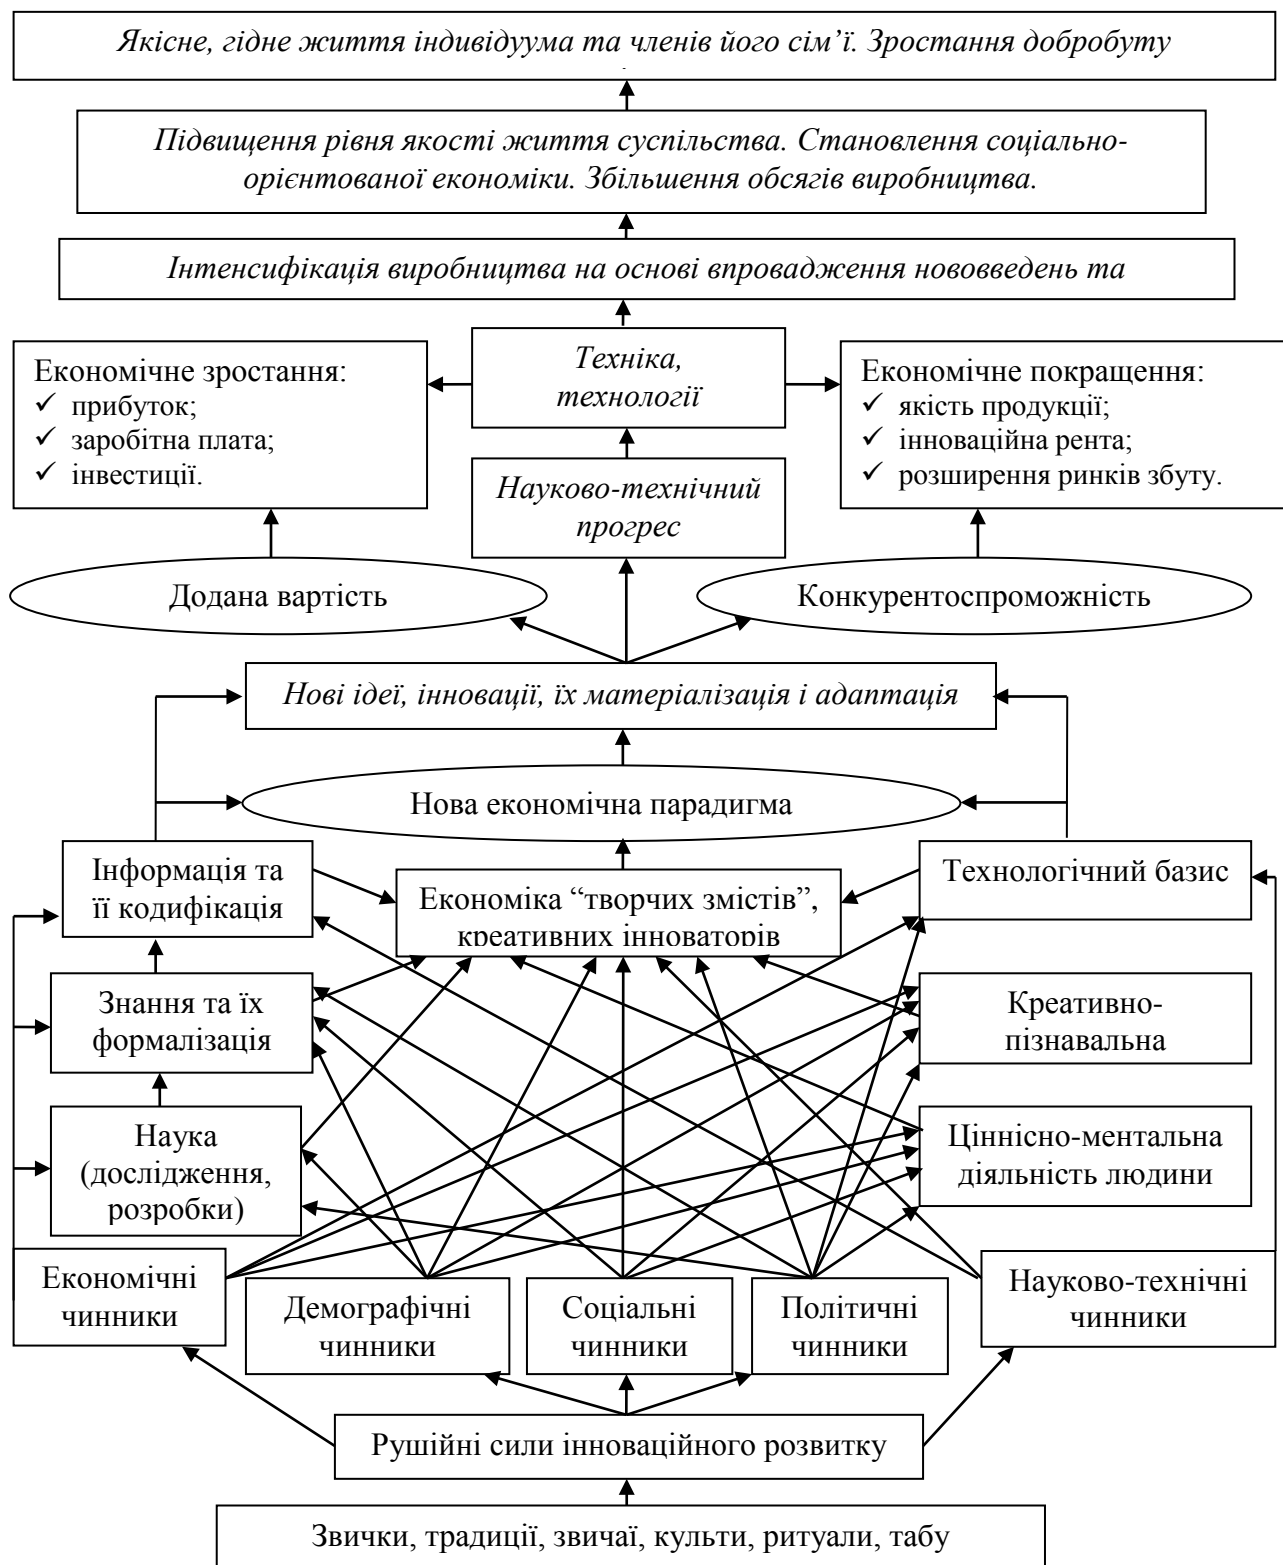 Якісне, гідне життя індивідуума та членів його сім’ї. Зростання добробуту
Підвищення рівня якості життя суспільства. Становлення соціально-
орієнтованої економіки. Збільшення обсягів виробництва.
Інтенсифікація виробництва на основі впровадження нововведень та
Економічне зростання:
✓ прибуток;
✓ заробітна плата;
✓ інвестиції.
Техніка,
технології
Економічне покращення:
✓ якість продукції;
✓ інноваційна рента;
✓ розширення ринків збуту.
Науково-технічний
прогрес
Додана вартість
Конкурентоспроможність
Нові ідеї, інновації, їх матеріалізація і адаптація
Нова економічна парадигма
Інформація та
її кодифікація
Економіка “творчих змістів”,
креативних інноваторів
Технологічний базис
Знання та їх
формалізація
Креативно-
пізнавальна
Наука
(дослідження,
розробки)
Ціннісно-ментальна
діяльність людини
Економічні
чинники
Демографічні
чинники
Соціальні
чинники
Політичні
чинники
Науково-технічні
чинники
Рушійні сили інноваційного розвитку
Звички, традиції, звичаї, культи, ритуали, табу